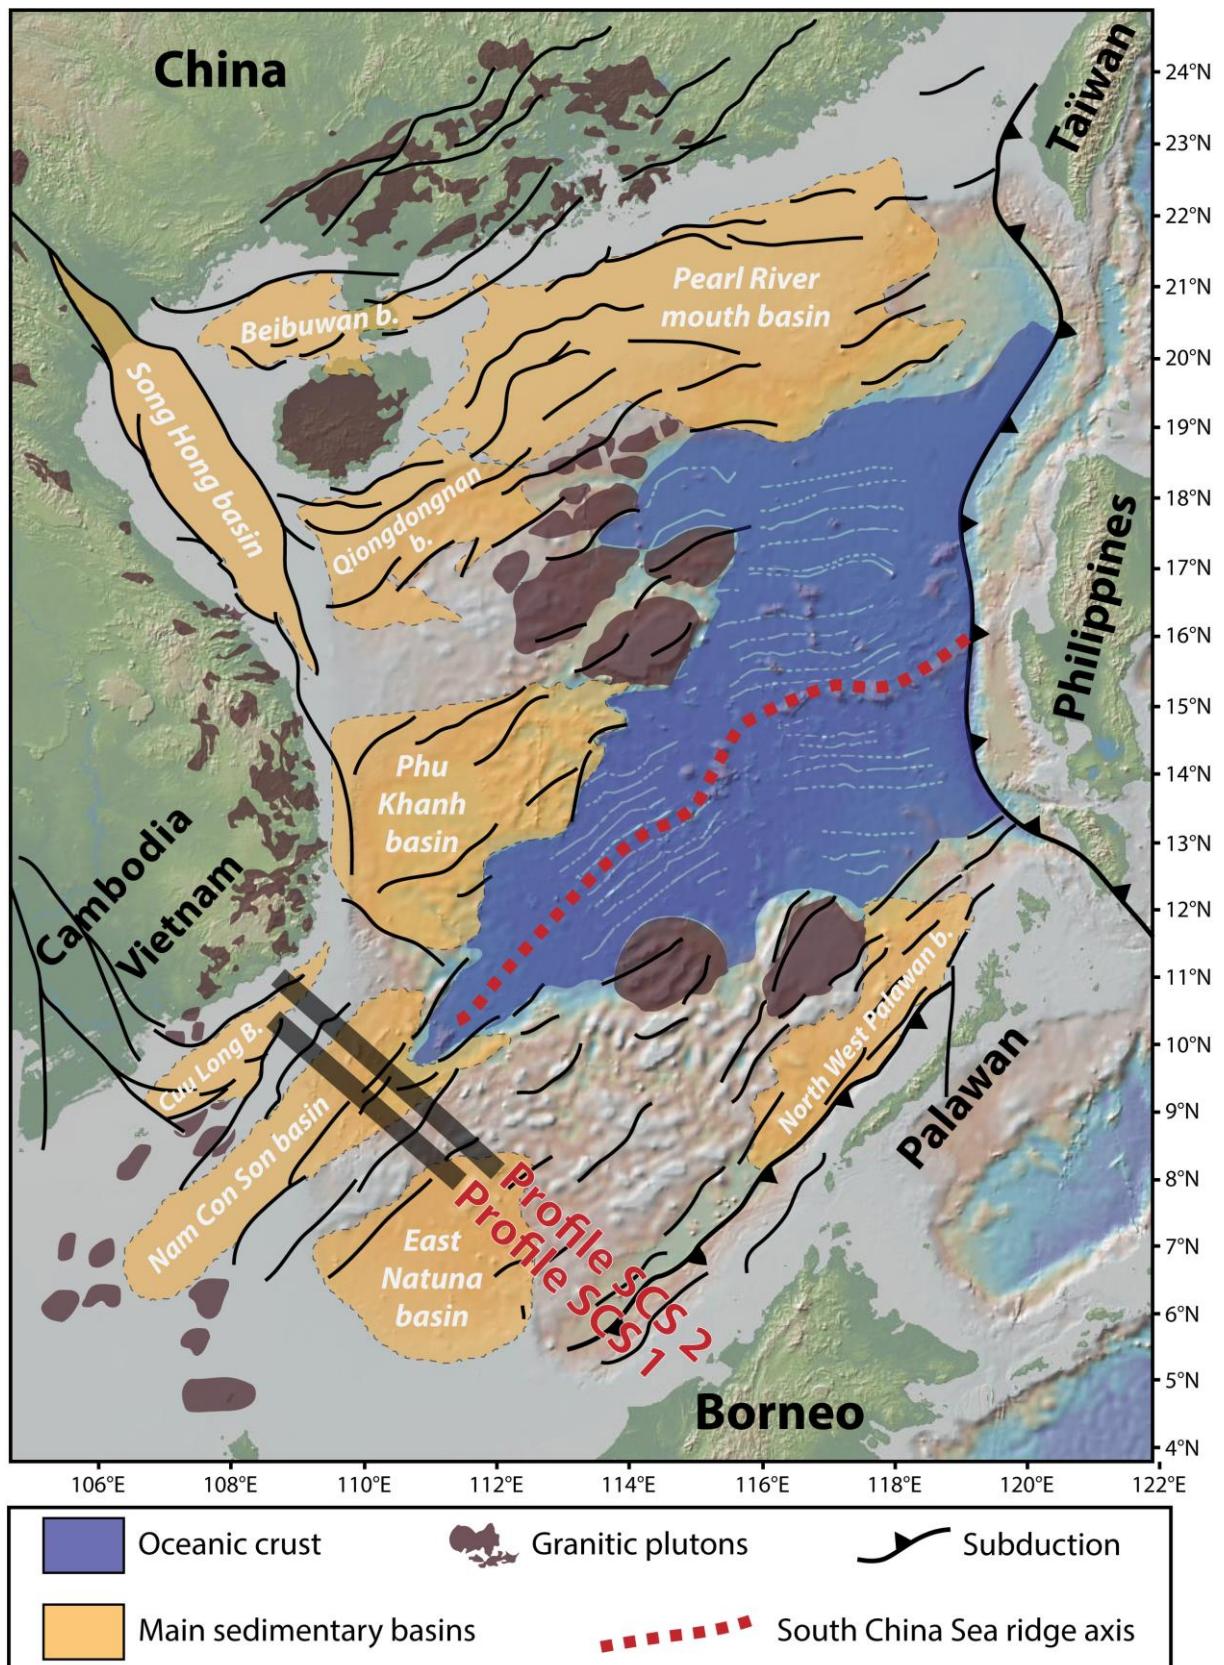 China
Taïwan
Pearl River
mouth basin
Beibuwan b.
Song Hong basin
Qiongdongnan
b.
Philippines
Phu
Khanh
basin
Cambodia
Vietnam
Cuu Long B.
Nam Con Son basin
North West Palawan b.
Palawan
East
Natuna
basin
Profile SCS 2
Profile SCS 1
Borneo
24°N
23°N
22°N
21°N
20°N
19°N
18°N
17°N
16°N
15°N
14°N
13°N
12°N
11°N
10°N
9°N
8°N
7°N
6°N
5°N
4°N
106°E 108°E 110°E 112°E 114°E 116°E 118°E 120°E 122°E
Oceanic crust
Granitic plutons
Subduction
Main sedimentary basins
South China Sea ridge axis